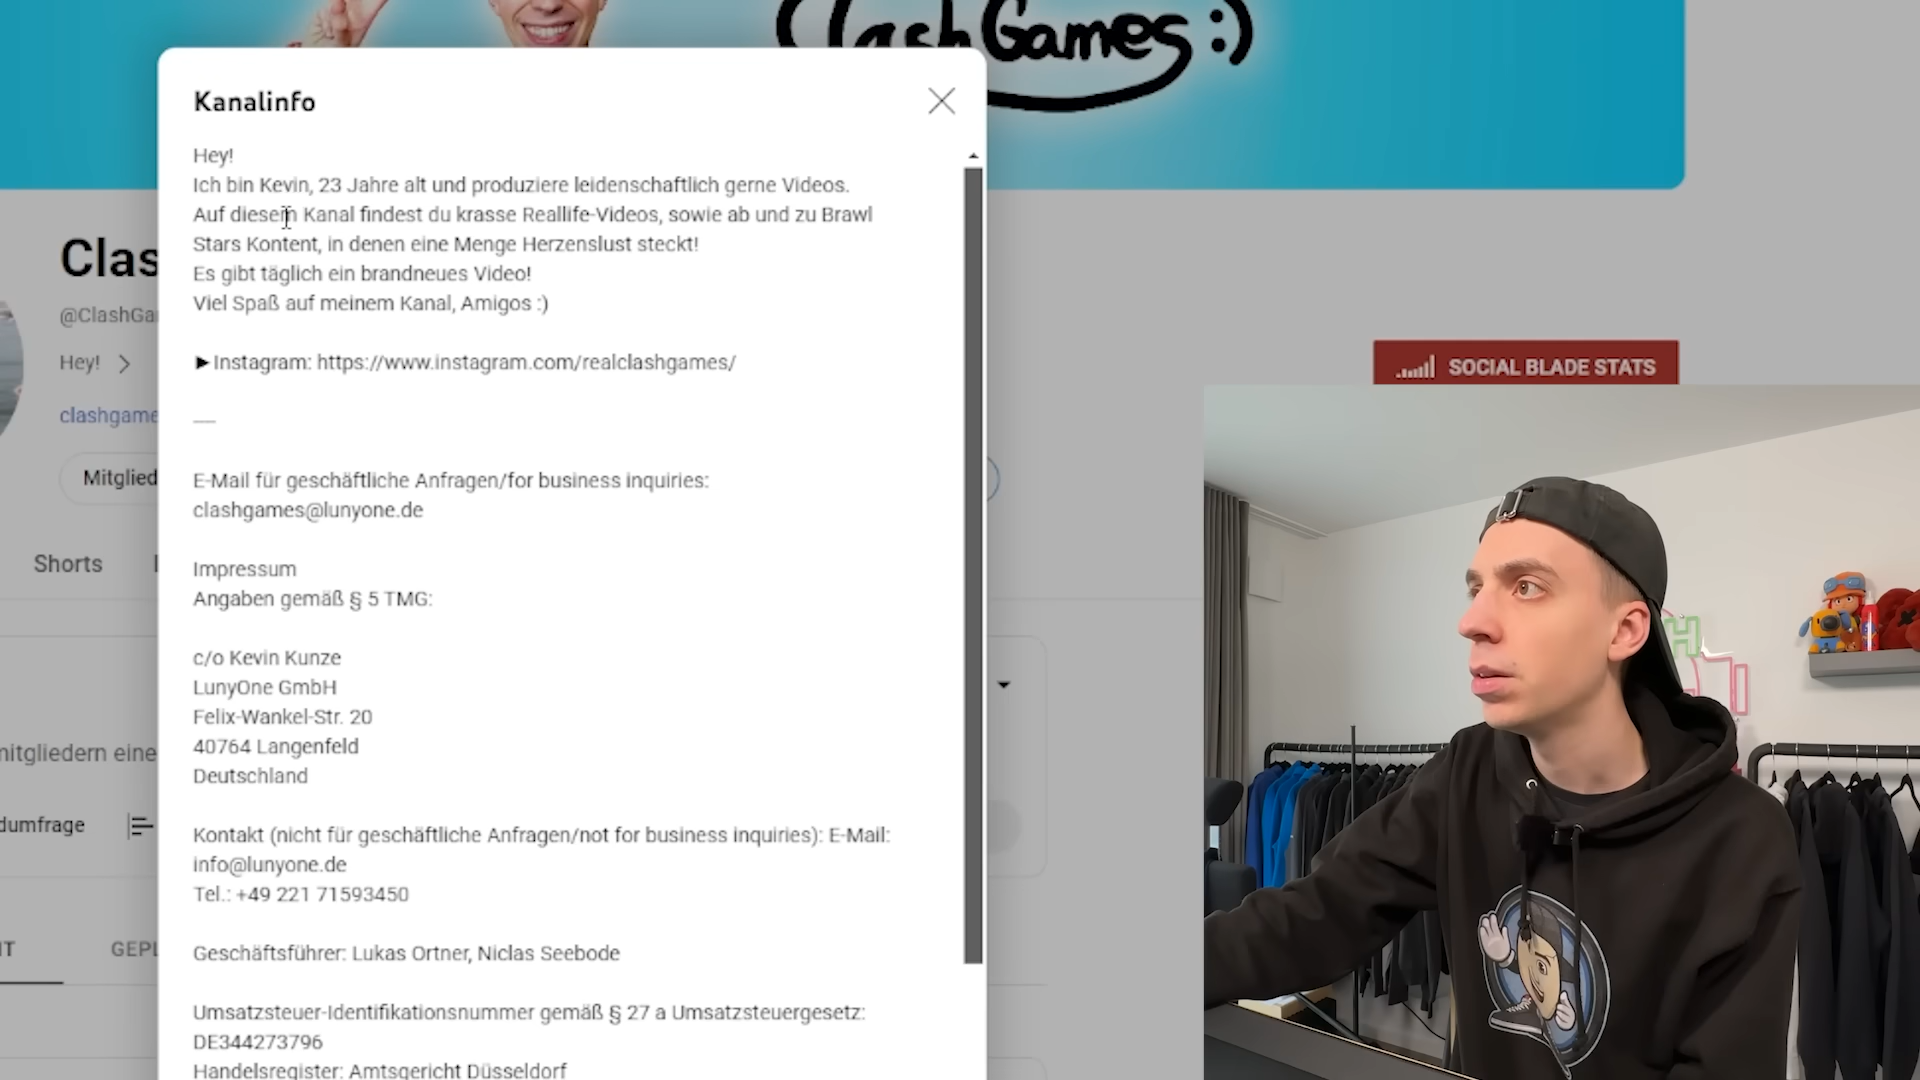 Clash Games :)
Kanalinfo
Hey!
Ich bin Kevin, 23 Jahre alt und produziere leidenschaftlich gerne Videos.
Auf diesem Kanal findest du krasse Reallife-Videos, sowie ab und zu Brawl
Stars Kontent, in denen eine Menge Herzenslust steckt!
Es gibt täglich ein brandneues Video!
Viel Spaß auf meinem Kanal, Amigos :)
►Instagram: https://www.instagram.com/realclashgames/
__
E-Mail für geschäftliche Anfragen/for business inquiries:
clashgames@lunyone.de
Impressum
Angaben gemäß § 5 TMG:
c/o Kevin Kunze
LunyOne GmbH
Felix-Wankel-Str. 20
40764 Langenfeld
Deutschland
Kontakt (nicht für geschäftliche Anfragen/not for business inquiries): E-Mail:
info@lunyone.de
Tel.: +49 221 71593450
Geschäftsführer: Lukas Ortner, Niclas Seebode
Umsatzsteuer-Identifikationsnummer gemäß § 27 a Umsatzsteuergesetz:
DE344273796
Handelsregister: Amtsgericht Düsseldorf
Clas
@ClashGa
Hey!
clashgame
Mitglied
Shorts
mitgliedern eine
dumfrage
GEPL
SOCIAL BLADE STATS